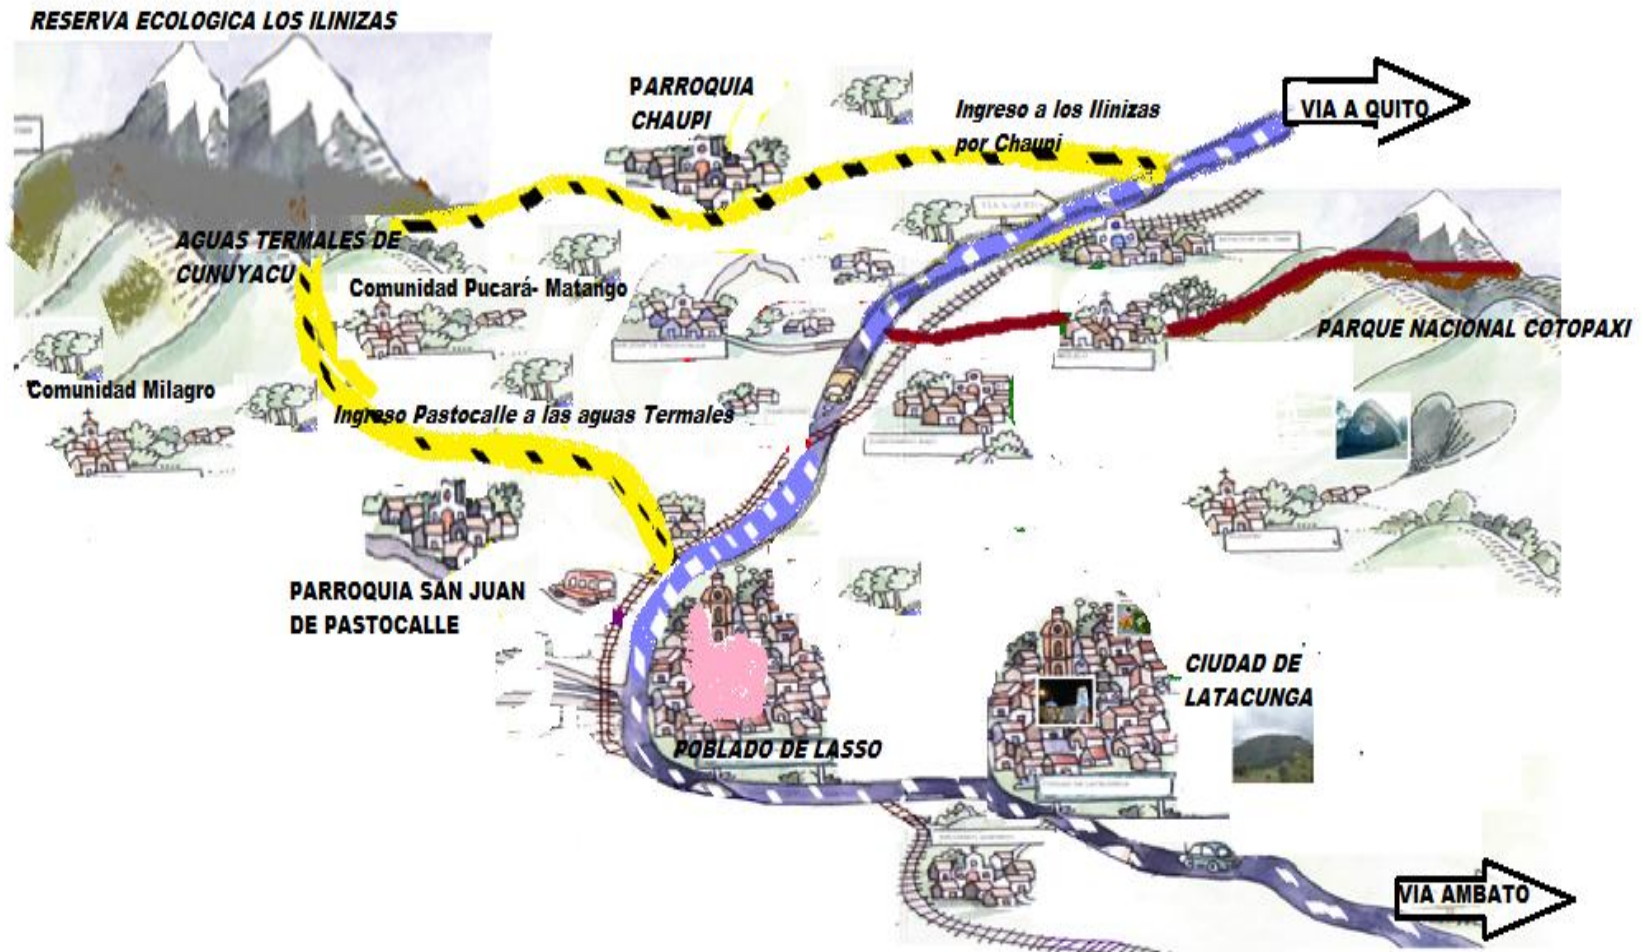 RESERVA ECOLOGICA LOS ILINIZAS
PARROQUIA
CHAUPI
Ingreso a los Ilinizas
por Chaupi
VIA A QUITO
AGUAS TERMALES DE
CUNUYACU
Comunidad Pucará- Matango
PARQUE NACIONAL COTOPAXI
Comunidad Milagro
Ingreso Pastocalle a las aguas Termales
PARROQUIA SAN JUAN
DE PASTOCALLE
CIUDAD DE
LATACUNGA
POBLADO DE LASSO
VIA AMBATO